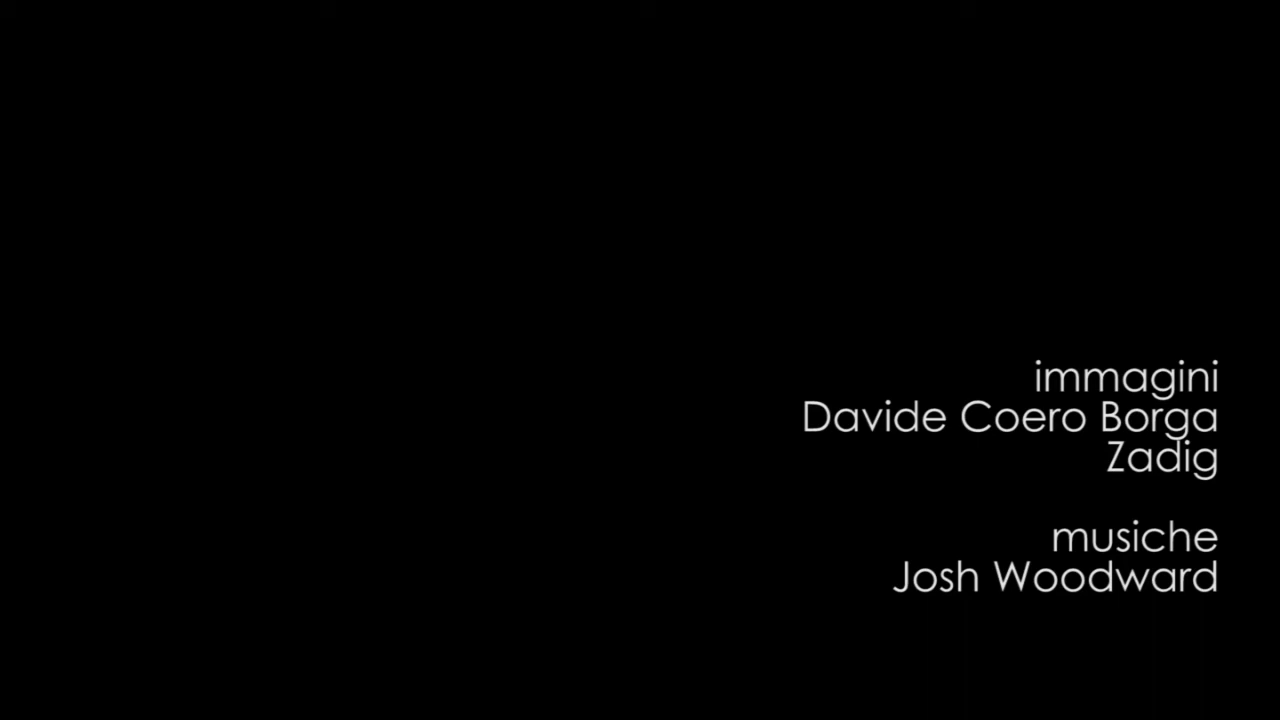 immagini
Davide Coero Borga
Zadig
musiche
Josh Woodward